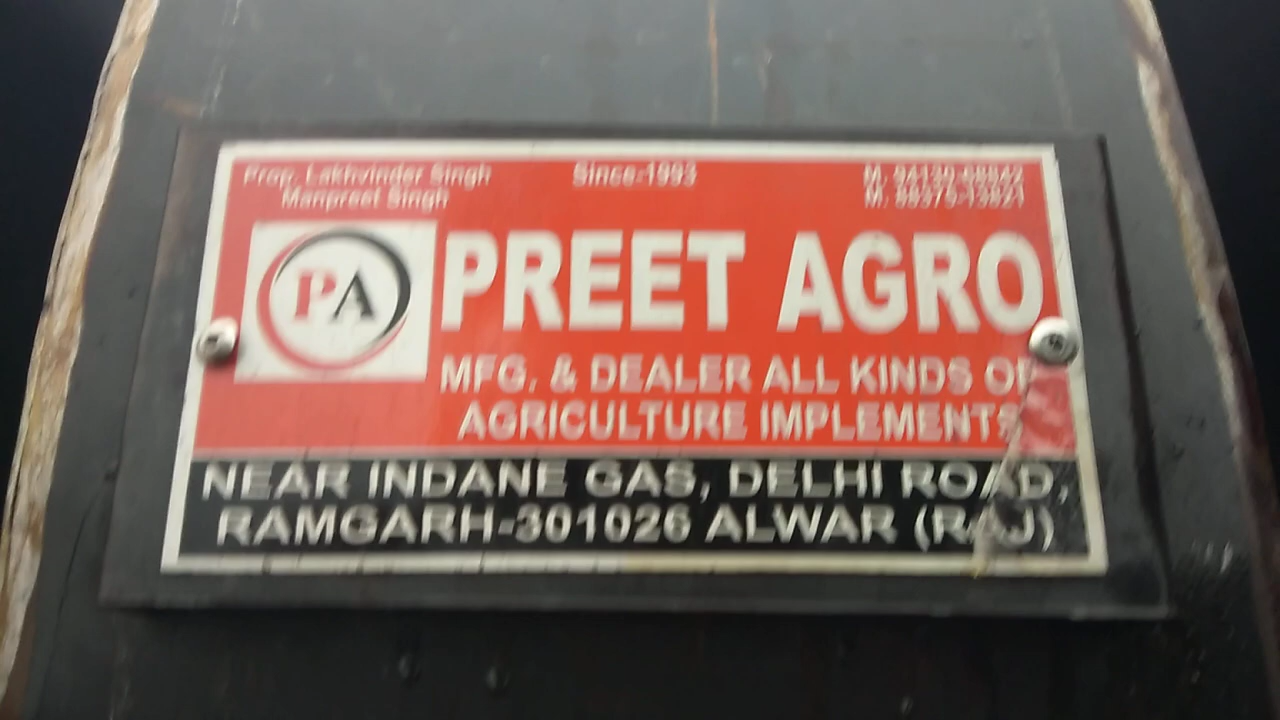 Prop. Lakhvinder Singh
Manpreet Singh
Since-1993
M.
M.
PA
PREET AGRO
MFG. & DEALER ALL KINDS OF
AGRICULTURE IMPLEMENTS
NEAR INDANE GAS, DELHI ROAD,
RAMGARH-301026 ALWAR (RAJ)